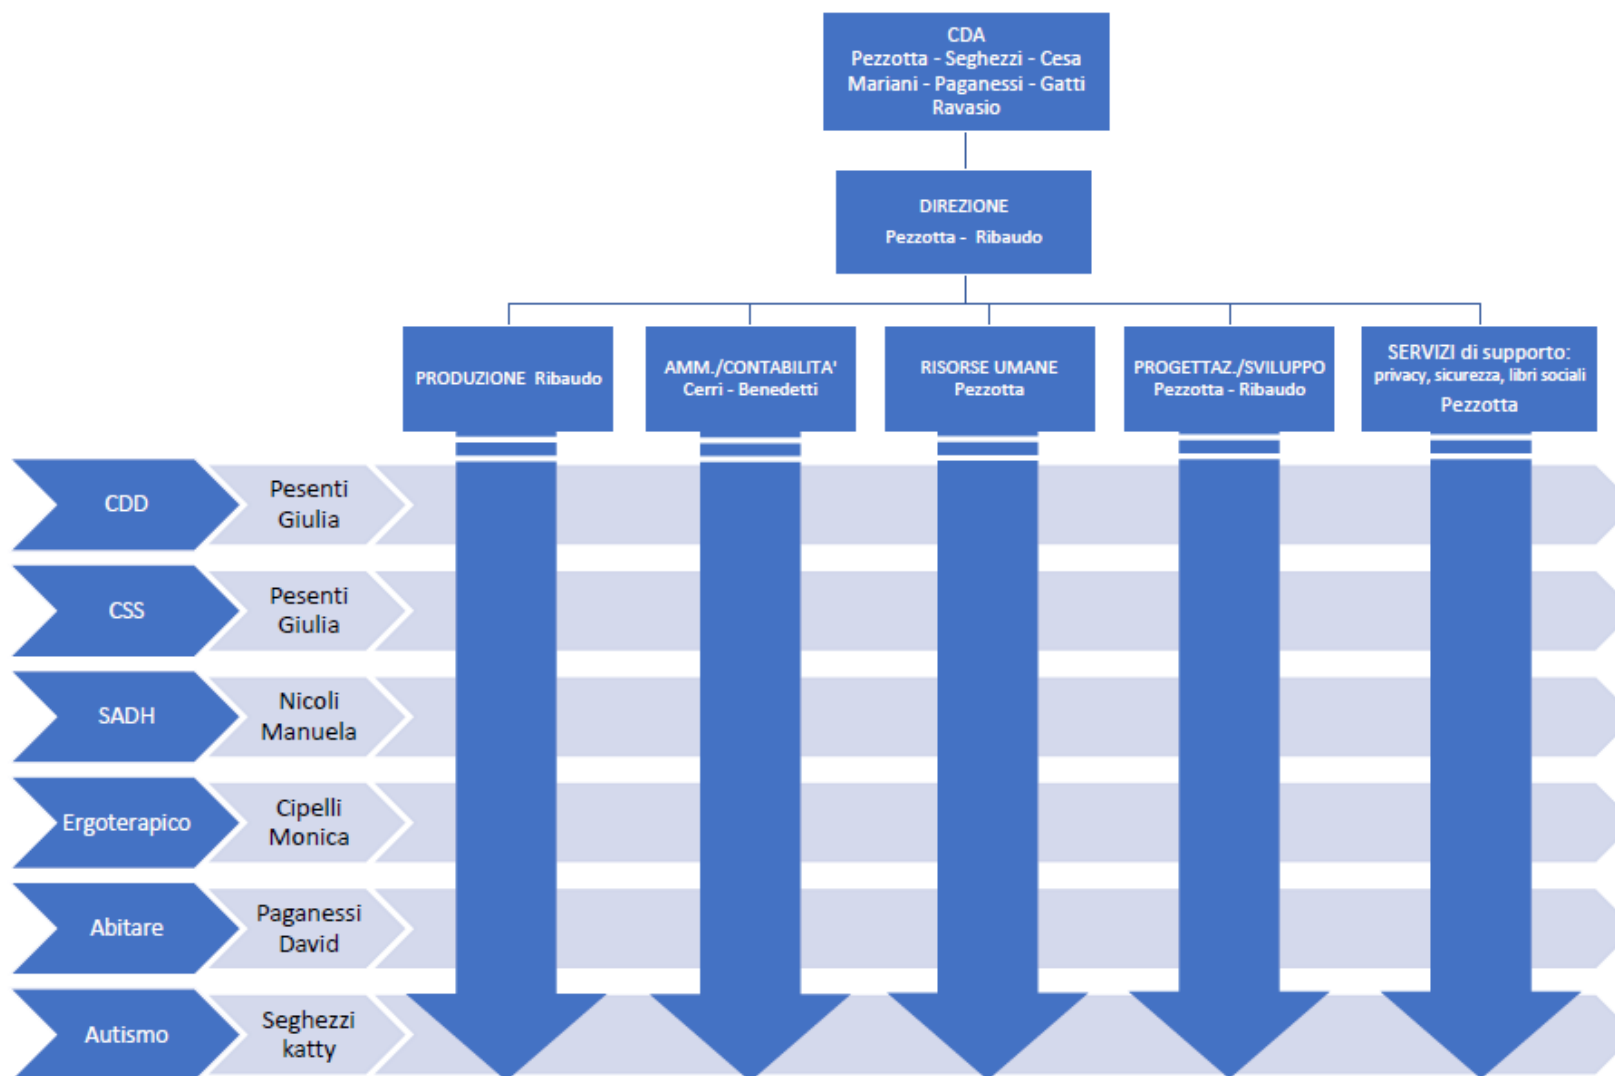 CDA
Pezzotta - Seghezzi - Cesa
Mariani - Paganessi - Gatti
Ravasio
DIREZIONE
Pezzotta - Ribaudo
PRODUZIONE Ribaudo
AMM./CONTABILITA'
Cerri - Benedetti
RISORSE UMANE
Pezzotta
PROGETTAZ./SVILUPPO
Pezzotta - Ribaudo
SERVIZI di supporto:
privacy, sicurezza, libri sociali
Pezzotta
CDD
Pesenti
Giulia
CSS
Pesenti
Giulia
SADH
Nicoli
Manuela
Ergoterapico
Cipelli
Monica
Abitare
Paganessi
David
Autismo
Seghezzi
katty